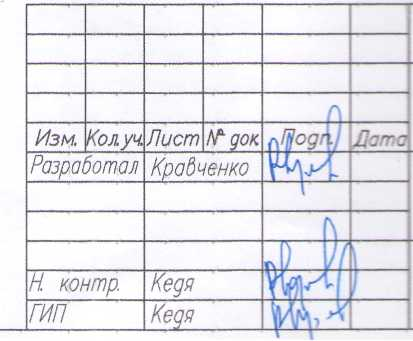 Изм. Кол.уч. Лист № док Подп. Дата
Разработал Кравченко
Н. контр. Кедя
ГИП Кедя